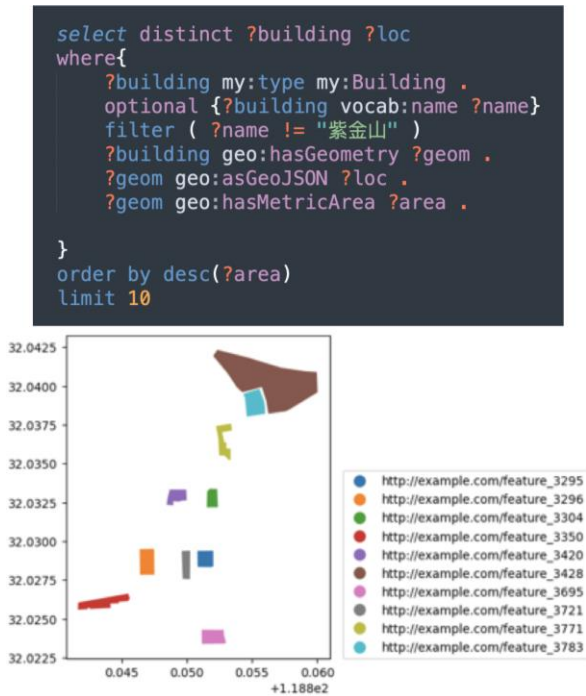 select distinct ?building ?loc
where{
?building my:type my:Building .
optional {?building vocab:name ?name}
filter ( ?name != "紫金山" )
?building geo:hasGeometry ?geom .
?geom geo:asGeoJSON ?loc .
?geom geo:hasMetricArea ?area .
}
order by desc(?area)
limit 10
32.0425
32.0400
32.0375
32.0350
32.0325
32.0300
32.0275
32.0250
32.0225
0.045 0.050 0.055 0.060
+1.188e2
http://example.com/feature_3295
http://example.com/feature_3296
http://example.com/feature_3304
http://example.com/feature_3350
http://example.com/feature_3420
http://example.com/feature_3428
http://example.com/feature_3695
http://example.com/feature_3721
http://example.com/feature_3771
http://example.com/feature_3783